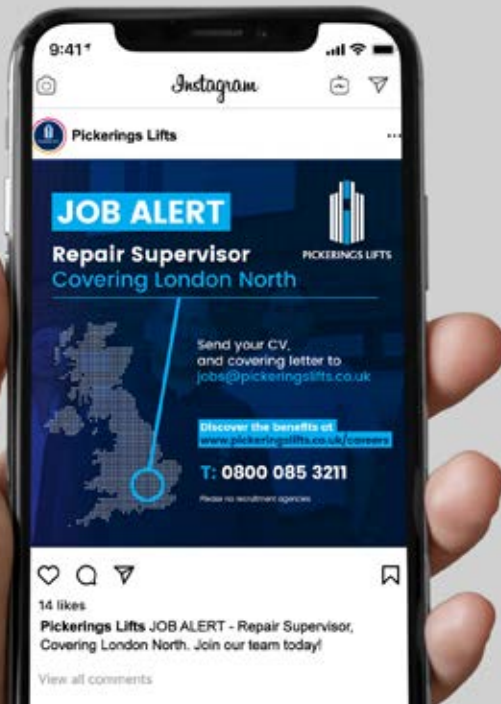 9:41
Instagram
Pickerings Lifts
JOB ALERT
Repair Supervisor
Covering London North
PICKERINGS LIFTS
Send your CV,
and covering letter to
jobs@pickeringslifts.co.uk
Discover the benefits at
www.pickeringslifts.co.uk/careers
T: 0800 085 3211
Please no recruitment agencies
14 likes
Pickerings Lifts JOB ALERT - Repair Supervisor,
Covering London North. Join our team today!
View all comments